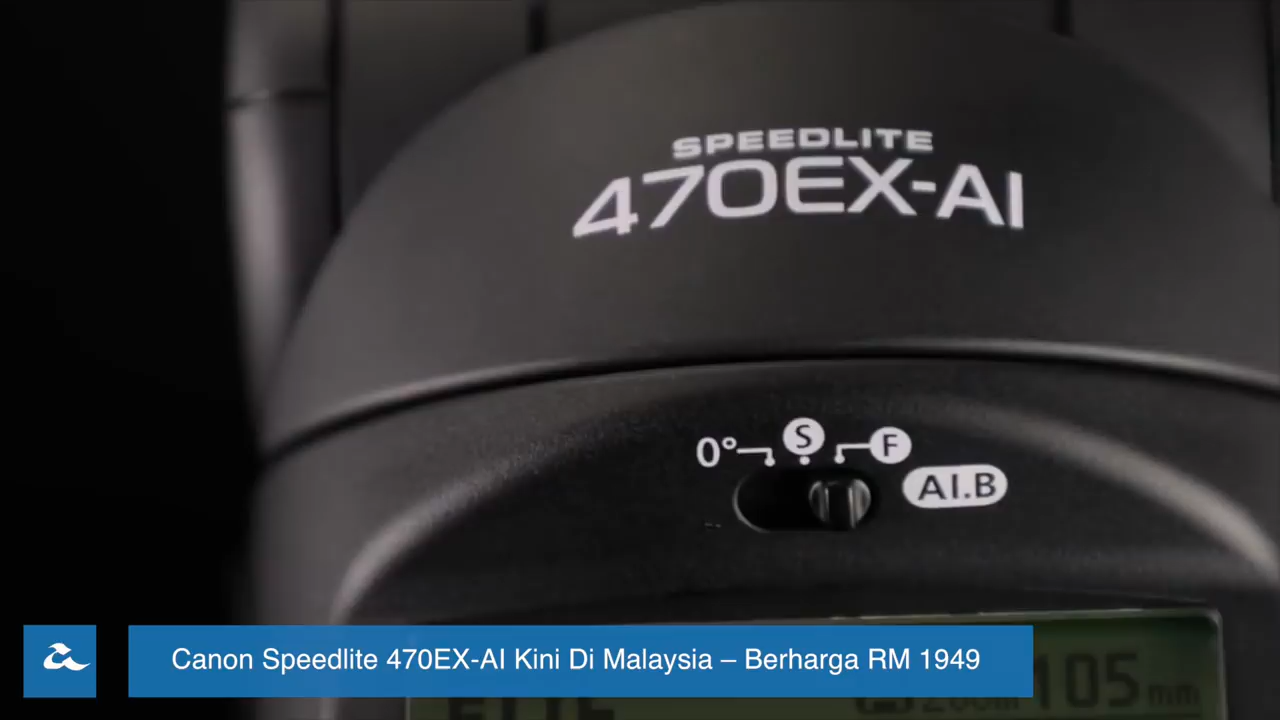 SPEEDLITE
470EX-AI
0° S F
AI.B
105mm
Canon Speedlite 470EX-AI Kini Di Malaysia – Berharga RM 1949